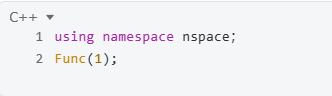 C++
1 using namespace nspace;
2 Func(1);